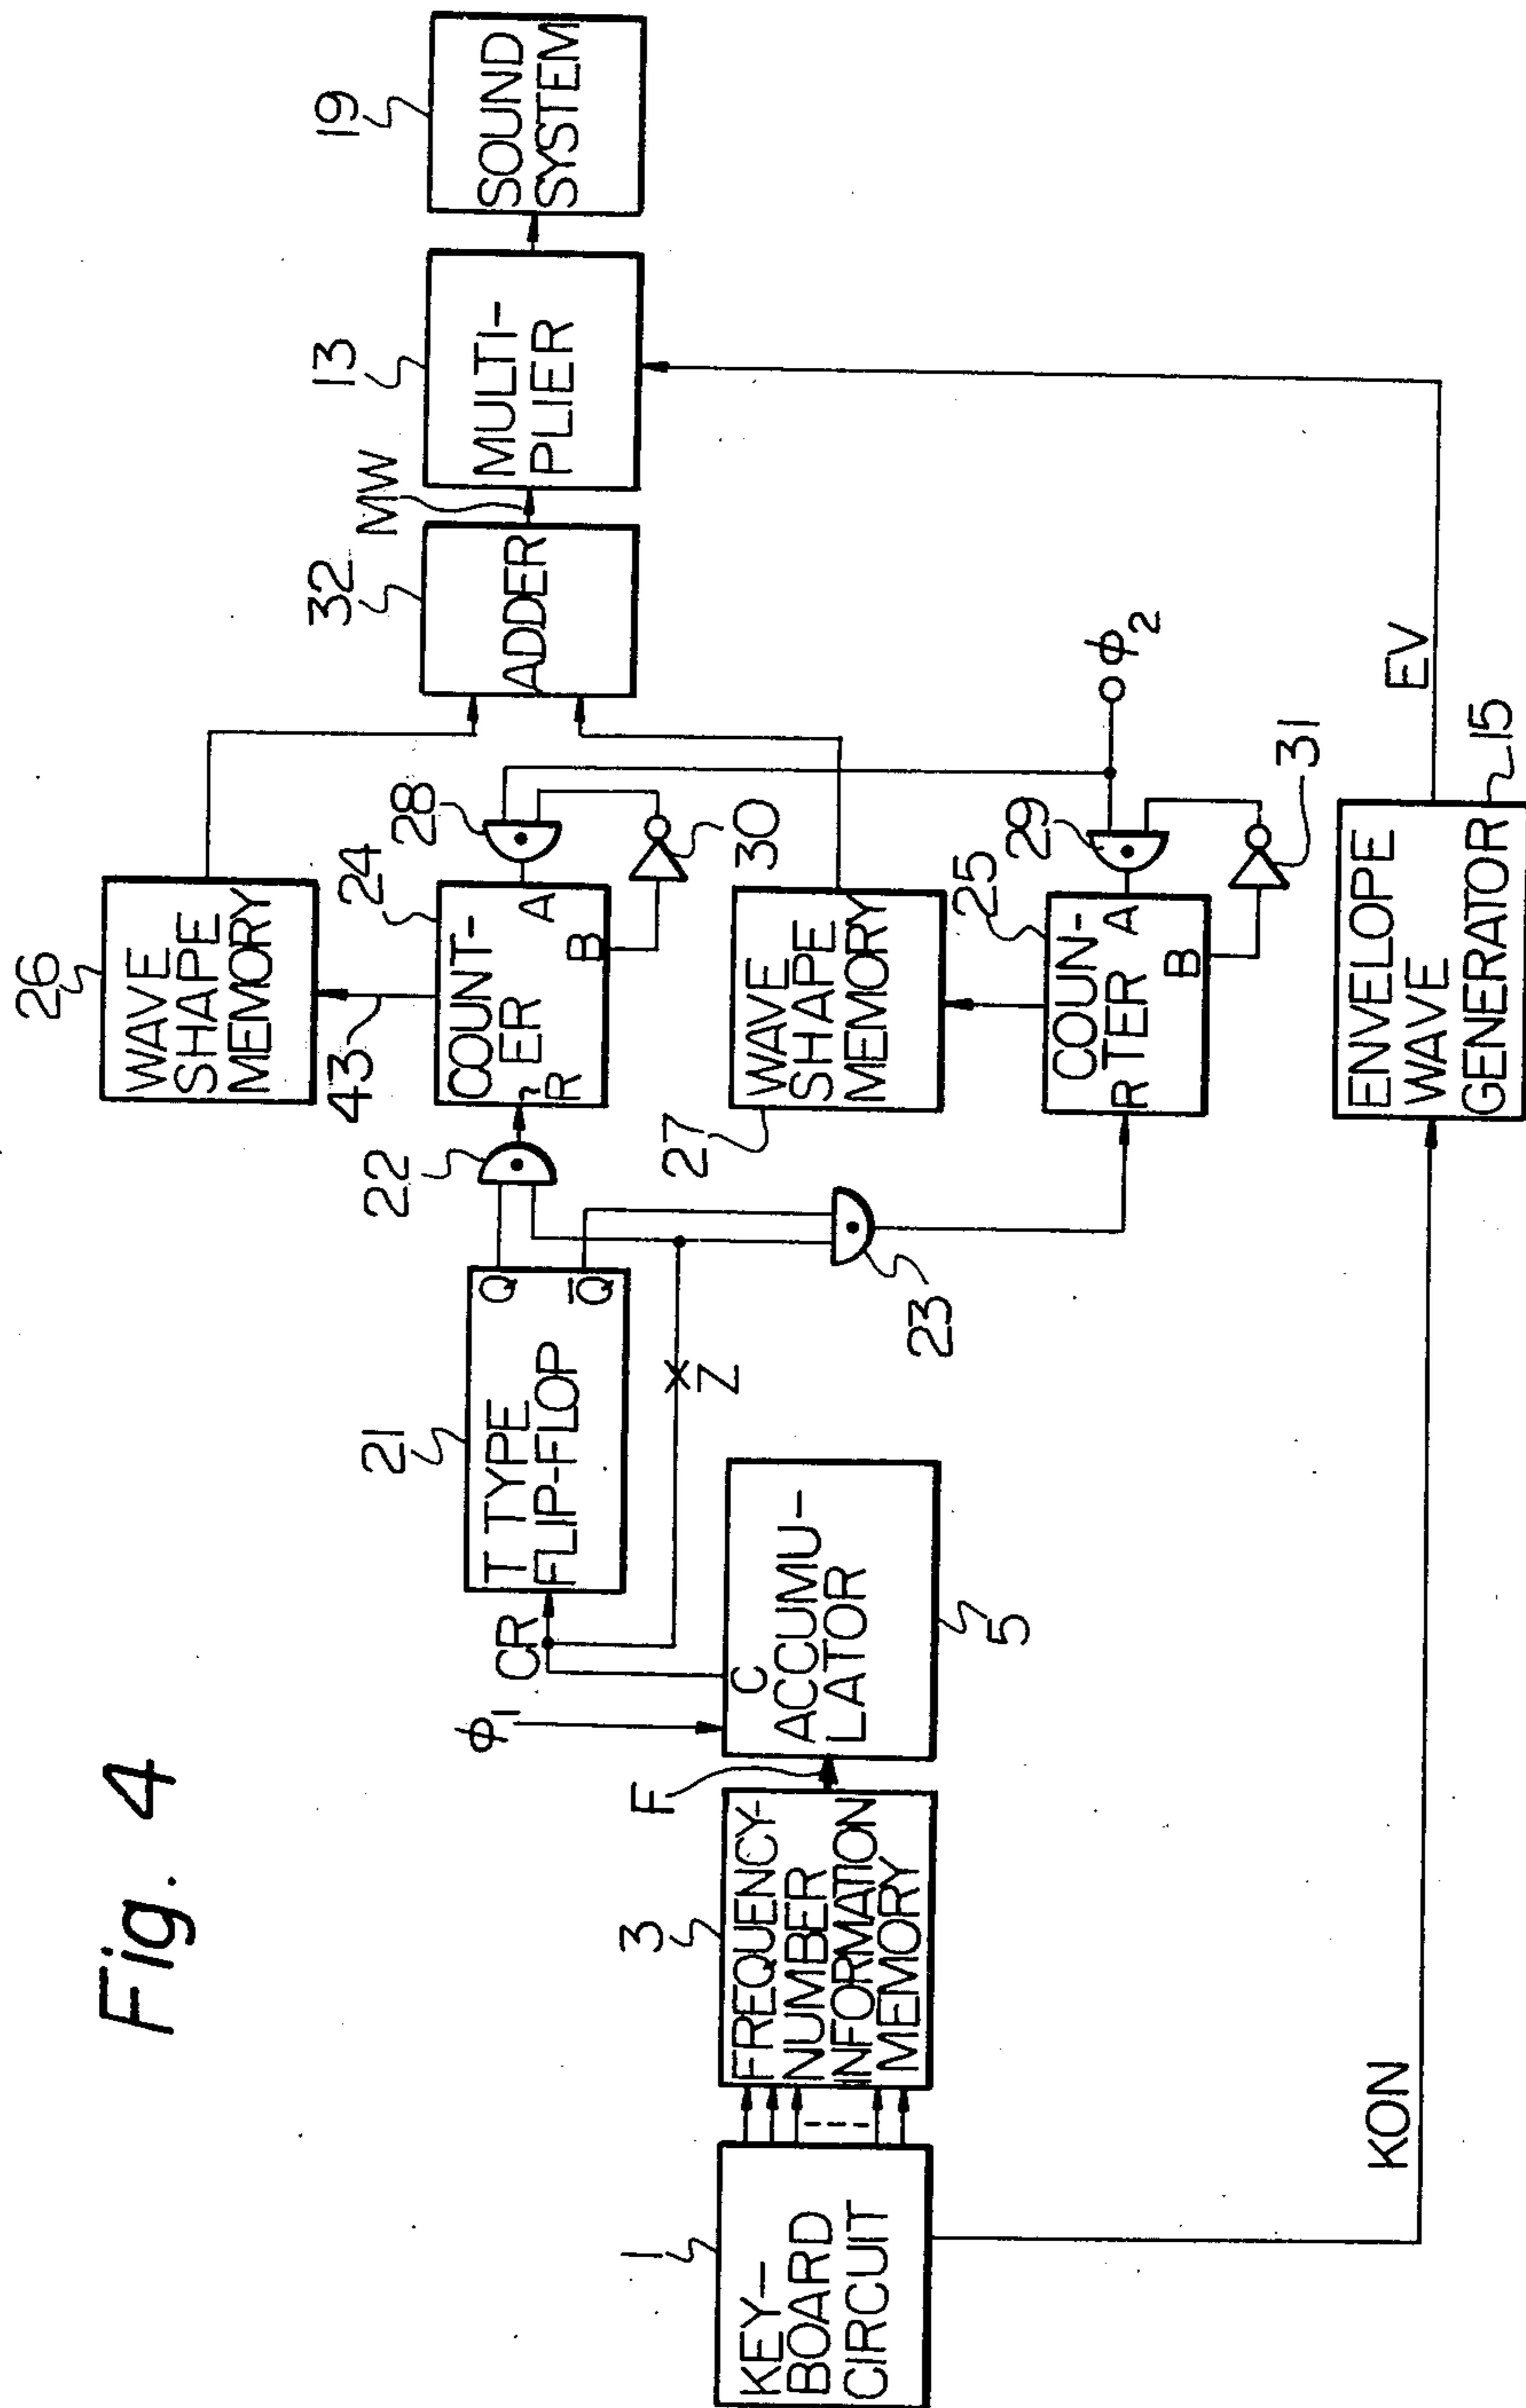 Fig. 4
1
KEY-
BOARD
CIRCUIT
KON
3
FREQUENCY-
NUMBER
INFORMATION
MEMORY
F
φ1
CR
C
ACCUMU-
LATOR
5
21
T TYPE
FLIP-FLOP
Q
Q̅
Z
22
23
26
WAVE
SHAPE
MEMORY
43
24
COUNT-
ER
R
A
B
28
30
27
WAVE
SHAPE
MEMORY
25
COUN-
TER
R
A
B
29
31
φ2
ENVELOPE
WAVE
GENERATOR
15
EV
32
ADDER
MW
13
MULTI-
PLIER
19
SOUND
SYSTEM